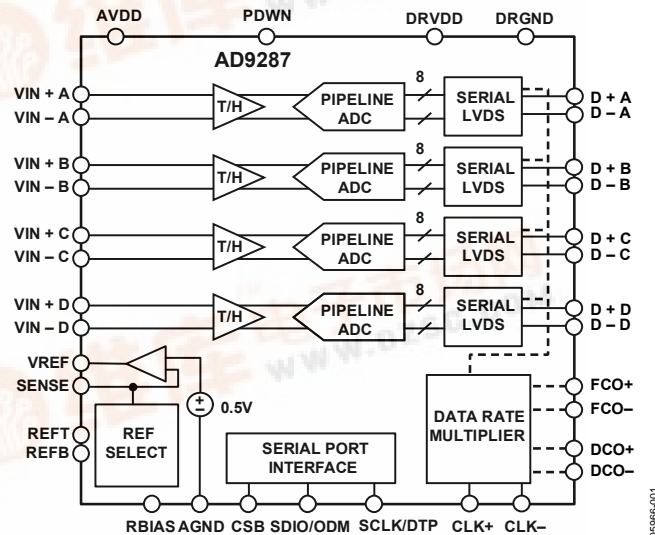 AVDD PDWN DRVDD DRGND
AD9287
VIN + A
VIN – A
T/H
PIPELINE
ADC
8
SERIAL
LVDS
D + A
D – A
VIN + B
VIN – B
T/H
PIPELINE
ADC
8
SERIAL
LVDS
D + B
D – B
VIN + C
VIN – C
T/H
PIPELINE
ADC
8
SERIAL
LVDS
D + C
D – C
VIN + D
VIN – D
T/H
PIPELINE
ADC
8
SERIAL
LVDS
D + D
D – D
VREF
SENSE
REFT
REFB
REF
SELECT
+
–
0.5V
SERIAL PORT
INTERFACE
DATA RATE
MULTIPLIER
FCO+
FCO–
DCO+
DCO–
RBIAS AGND CSB SDIO/ODM SCLK/DTP CLK+ CLK–
05966-001